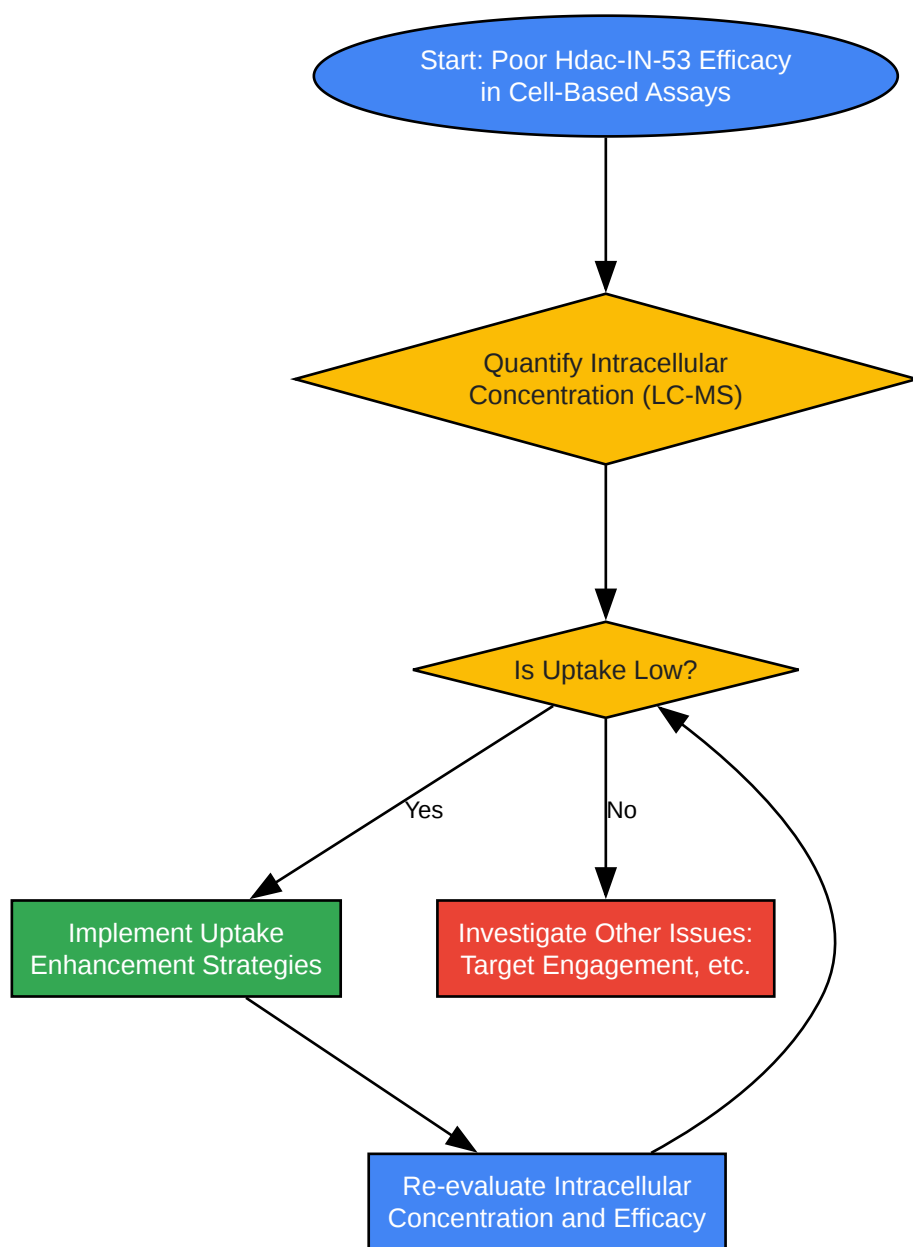 Start: Poor Hdac-IN-53 Efficacy
in Cell-Based Assays
Quantify Intracellular
Concentration (LC-MS)
Is Uptake Low?
Yes
No
Implement Uptake
Enhancement Strategies
Investigate Other Issues:
Target Engagement, etc.
Re-evaluate Intracellular
Concentration and Efficacy